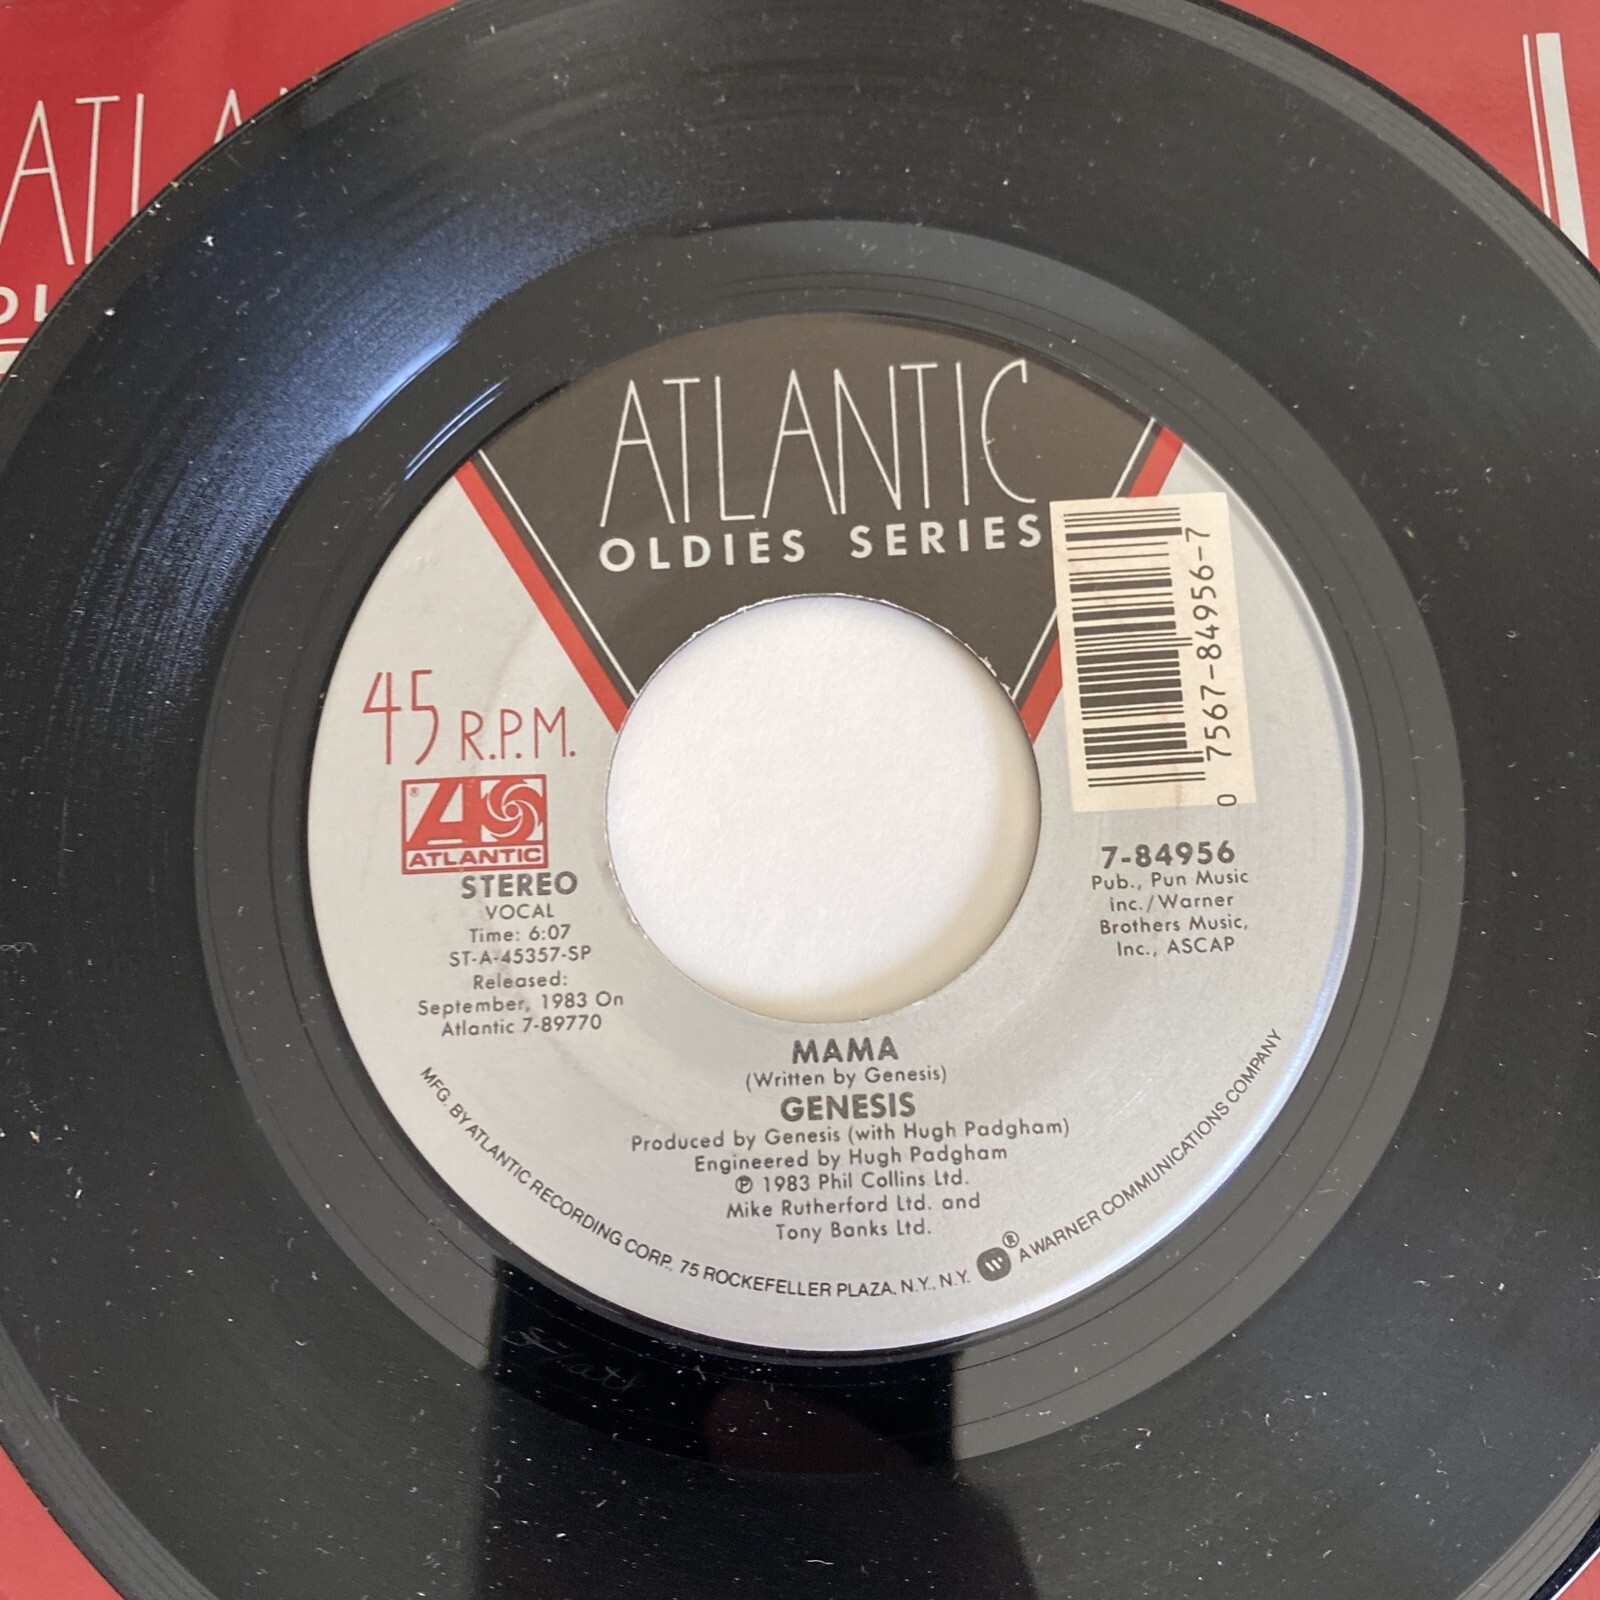 ATLA
OL
ATLANTIC
OLDIES SERIES
45 R.P.M.
®
ATLANTIC
STEREO
VOCAL
Time: 6:07
ST-A-45357-SP
Released:
September, 1983 On
Atlantic 7-89770
0 7567-84956-7
7-84956
Pub., Pun Music
inc./Warner
Brothers Music,
Inc., ASCAP
MAMA
(Written by Genesis)
GENESIS
Produced by Genesis (with Hugh Padgham)
Engineered by Hugh Padgham
℗ 1983 Phil Collins Ltd.
Mike Rutherford Ltd. and
Tony Banks Ltd.
MFG. BY ATLANTIC RECORDING CORP., 75 ROCKEFELLER PLAZA, N.Y., N.Y. ® A WARNER COMMUNICATIONS COMPANY